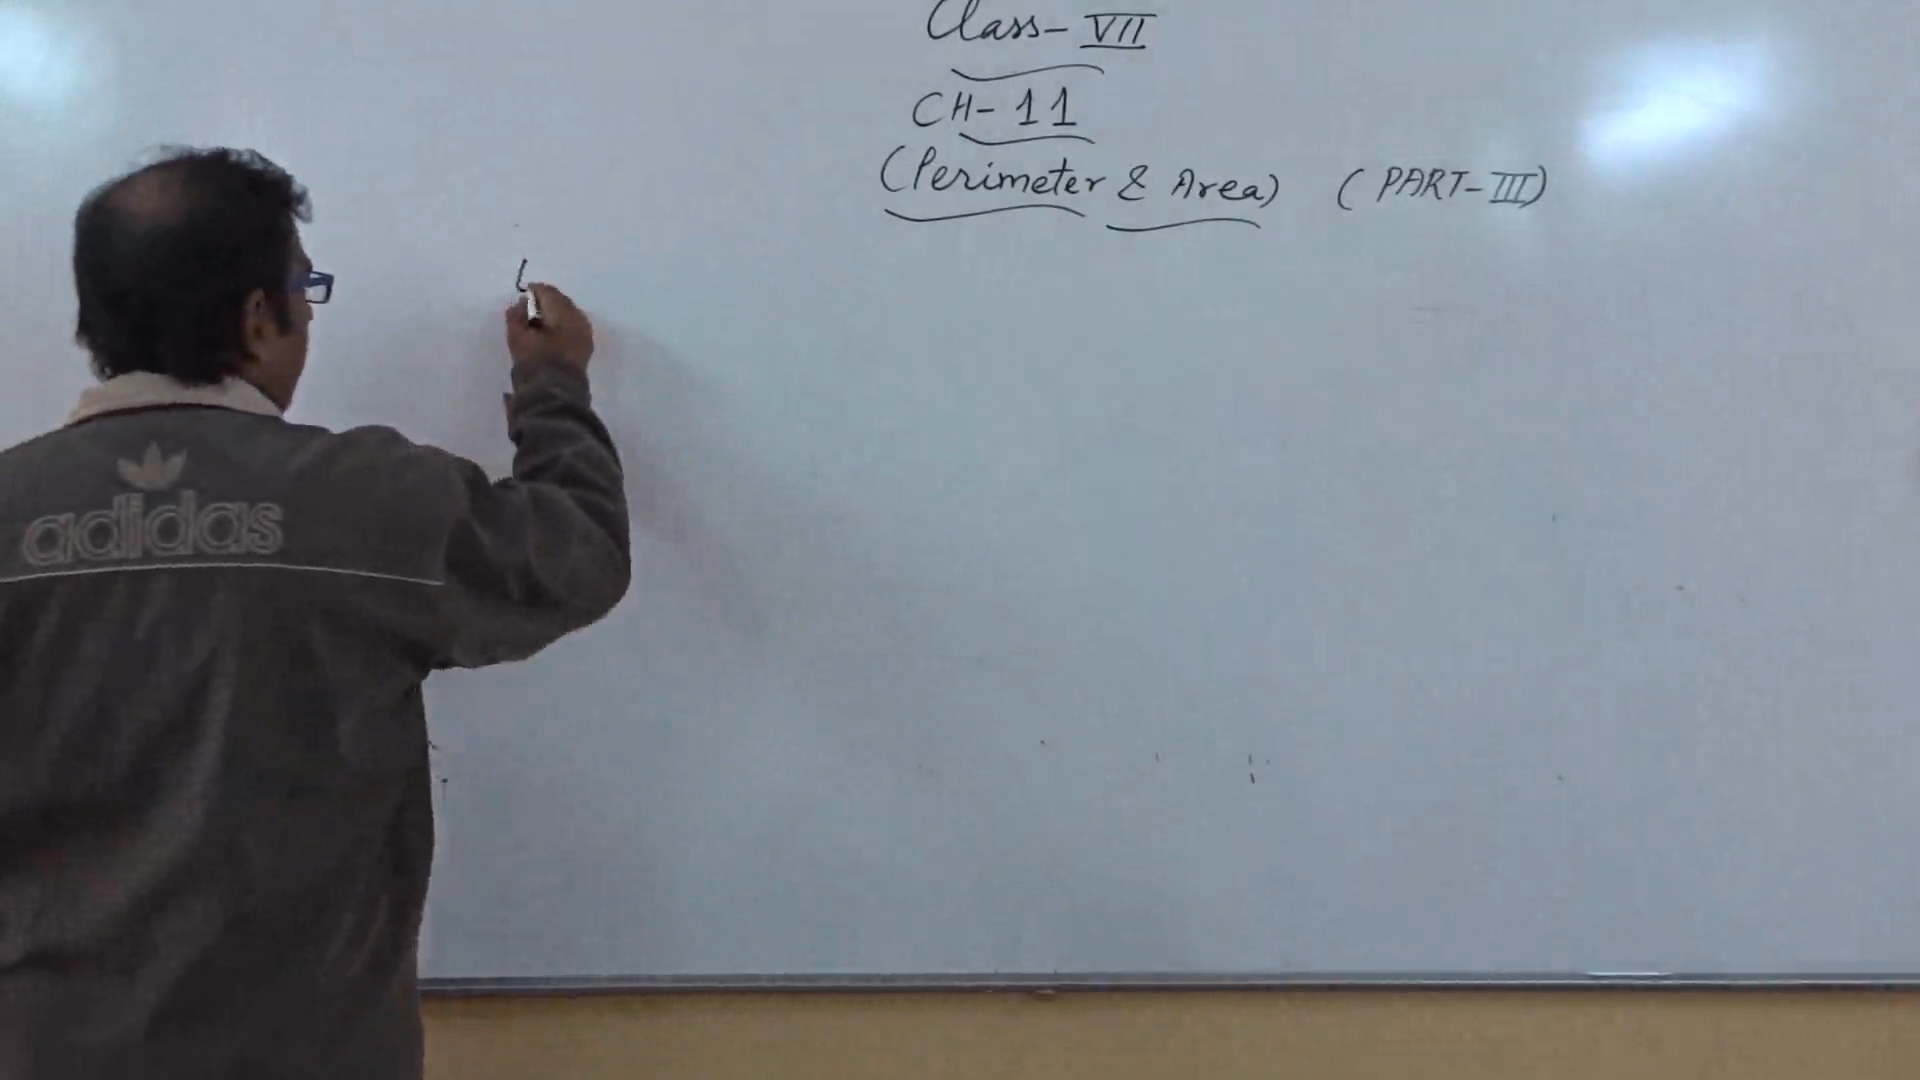 Class- VII
CH- 11
(Perimeter & Area) (PART-III)
adidas